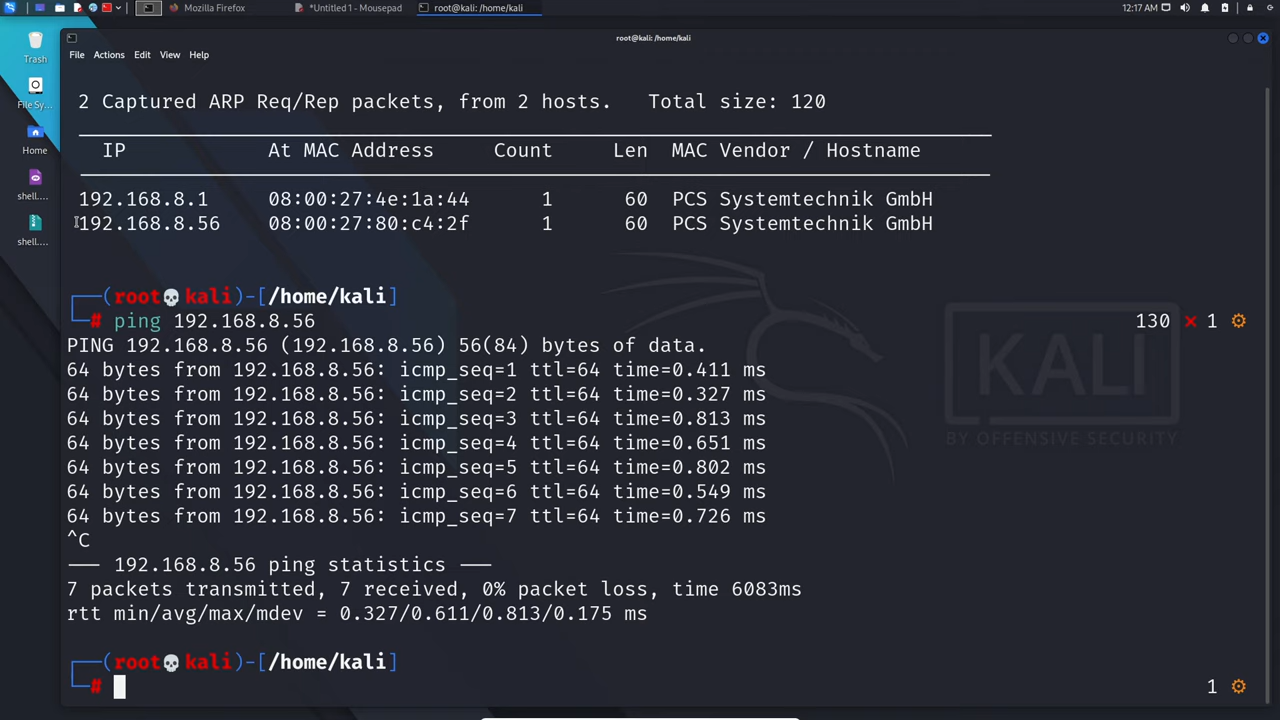 Mozilla Firefox
*Untitled 1 - Mousepad
root@kali: /home/kali
12:17 AM
root@kali: /home/kali
File Actions Edit View Help
Trash
File Sy...
Home
shell....
shell....
2 Captured ARP Req/Rep packets, from 2 hosts. Total size: 120
IP At MAC Address Count Len MAC Vendor / Hostname
192.168.8.1 08:00:27:4e:1a:44 1 60 PCS Systemtechnik GmbH
192.168.8.56 08:00:27:80:c4:2f 1 60 PCS Systemtechnik GmbH
┌──(root💀kali)-[/home/kali]
└─# ping 192.168.8.56 130 ⨯ 1 ⚙
PING 192.168.8.56 (192.168.8.56) 56(84) bytes of data.
64 bytes from 192.168.8.56: icmp_seq=1 ttl=64 time=0.411 ms
64 bytes from 192.168.8.56: icmp_seq=2 ttl=64 time=0.327 ms
64 bytes from 192.168.8.56: icmp_seq=3 ttl=64 time=0.813 ms
64 bytes from 192.168.8.56: icmp_seq=4 ttl=64 time=0.651 ms
64 bytes from 192.168.8.56: icmp_seq=5 ttl=64 time=0.802 ms
64 bytes from 192.168.8.56: icmp_seq=6 ttl=64 time=0.549 ms
64 bytes from 192.168.8.56: icmp_seq=7 ttl=64 time=0.726 ms
^C
--- 192.168.8.56 ping statistics ---
7 packets transmitted, 7 received, 0% packet loss, time 6083ms
rtt min/avg/max/mdev = 0.327/0.611/0.813/0.175 ms
┌──(root💀kali)-[/home/kali]
└─# 1 ⚙
KALI
BY OFFENSIVE SECURITY